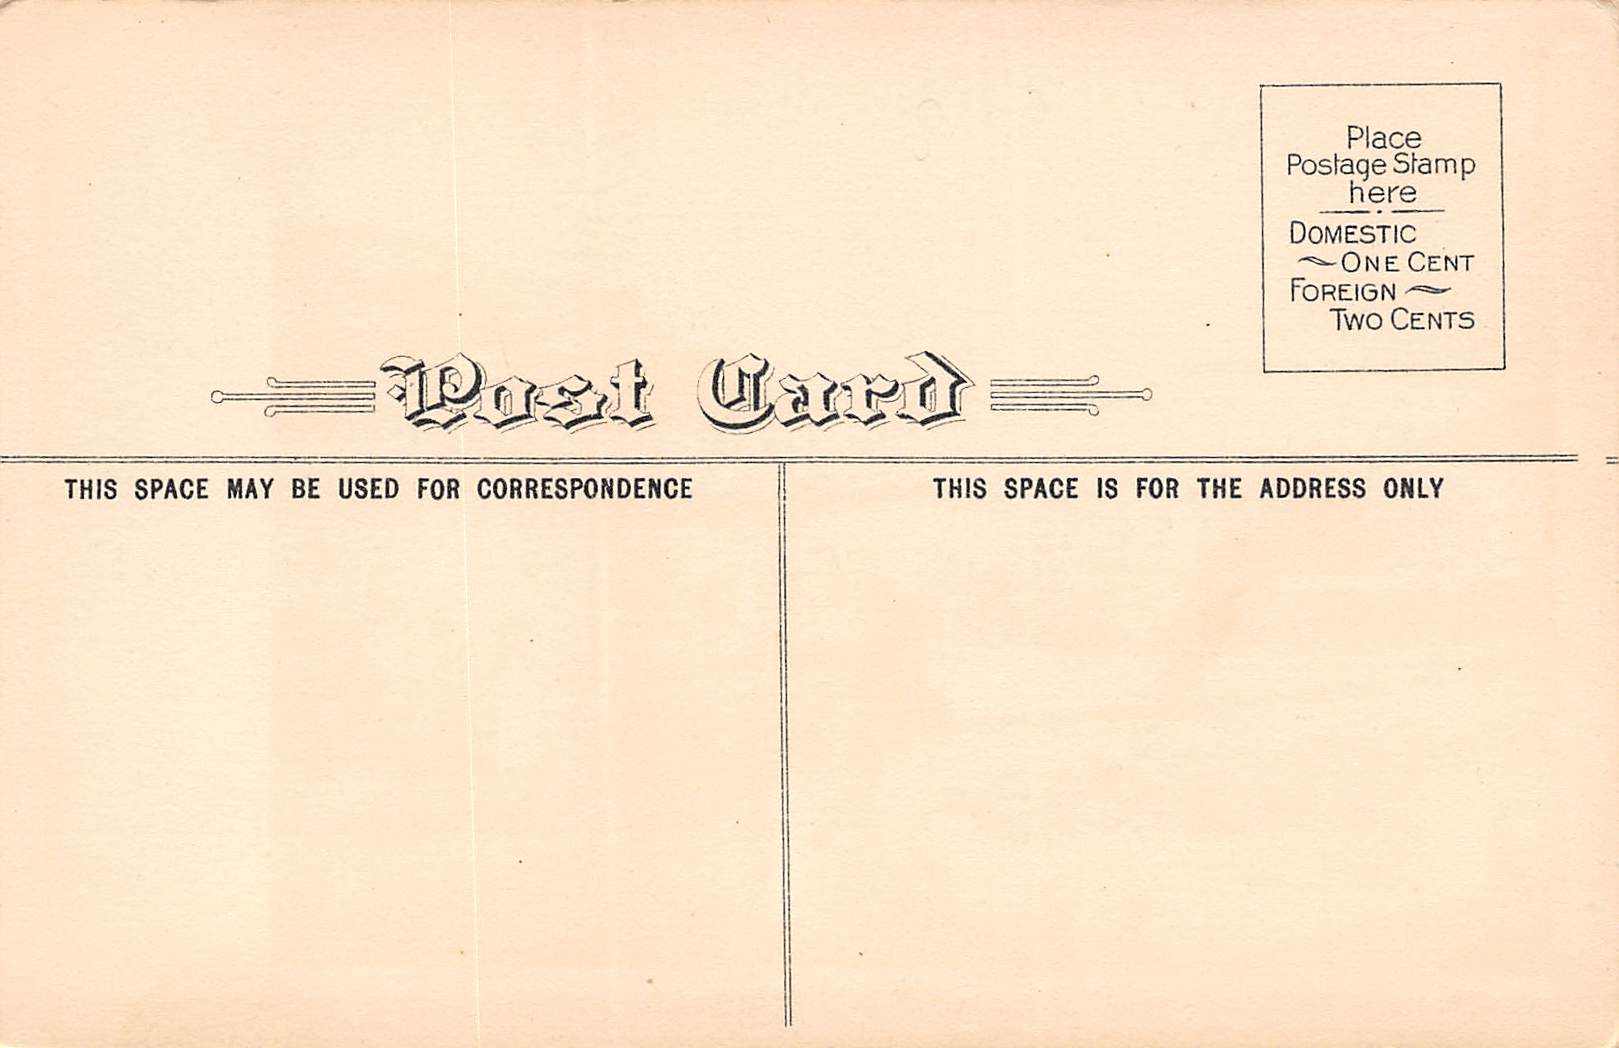 Place
Postage Stamp
here
DOMESTIC
ONE CENT
FOREIGN
TWO CENTS
Post Card
THIS SPACE MAY BE USED FOR CORRESPONDENCE
THIS SPACE IS FOR THE ADDRESS ONLY